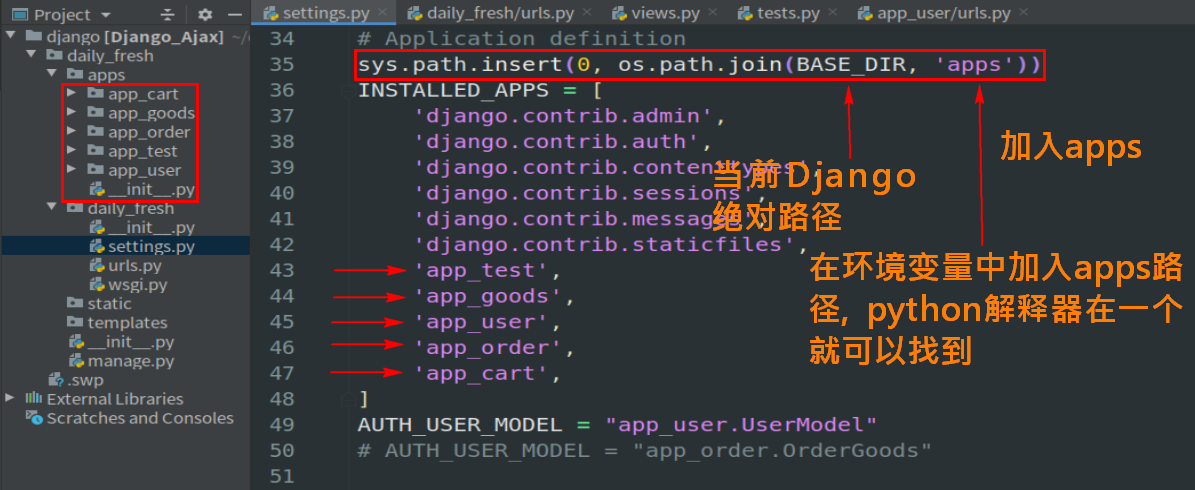 Project
settings.py
daily_fresh/urls.py
views.py
tests.py
app_user/urls.py
django [Django_Ajax] ~/
daily_fresh
apps
app_cart
app_goods
app_order
app_test
app_user
__init__.py
daily_fresh
__init__.py
settings.py
urls.py
wsgi.py
static
templates
__init__.py
manage.py
.swp
External Libraries
Scratches and Consoles
34 # Application definition
35 sys.path.insert(0, os.path.join(BASE_DIR, 'apps'))
36 INSTALLED_APPS = [
37 'django.contrib.admin',
38 'django.contrib.auth',
39 'django.contrib.contenttypes',
40 'django.contrib.sessions',
41 'django.contrib.messages',
42 'django.contrib.staticfiles',
43 'app_test',
44 'app_goods',
45 'app_user',
46 'app_order',
47 'app_cart',
48 ]
49 AUTH_USER_MODEL = "app_user.UserModel"
50 # AUTH_USER_MODEL = "app_order.OrderGoods"
51
加入apps
当前Django
绝对路径
在环境变量中加入apps路
径, python解释器在一个
就可以找到